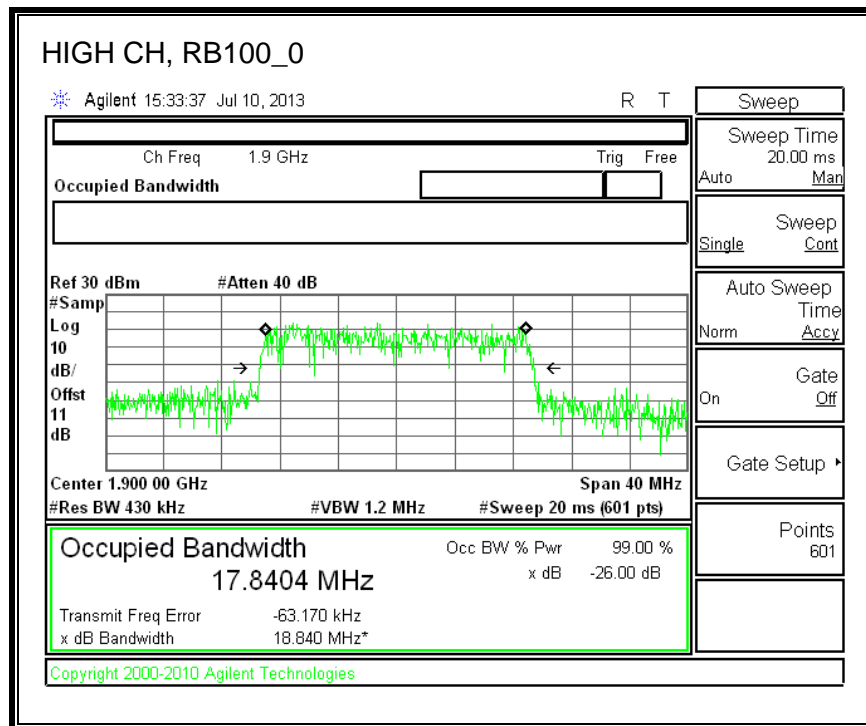 HIGH CH, RB100_0
Agilent 15:33:37 Jul 10, 2013 R T
Sweep
Ch Freq 1.9 GHz Trig Free
Occupied Bandwidth
Sweep Time
20.00 ms
Auto Man
Sweep
Single Cont
Auto Sweep
Time
Norm Accy
Gate
On Off
Gate Setup
Points
601
Ref 30 dBm #Atten 40 dB
#Samp
Log
10
dB/
Offst
11
dB
Center 1.900 00 GHz Span 40 MHz
#Res BW 430 kHz #VBW 1.2 MHz #Sweep 20 ms (601 pts)
Occupied Bandwidth Occ BW % Pwr 99.00 %
17.8404 MHz x dB -26.00 dB
Transmit Freq Error -63.170 kHz
x dB Bandwidth 18.840 MHz*
Copyright 2000-2010 Agilent Technologies